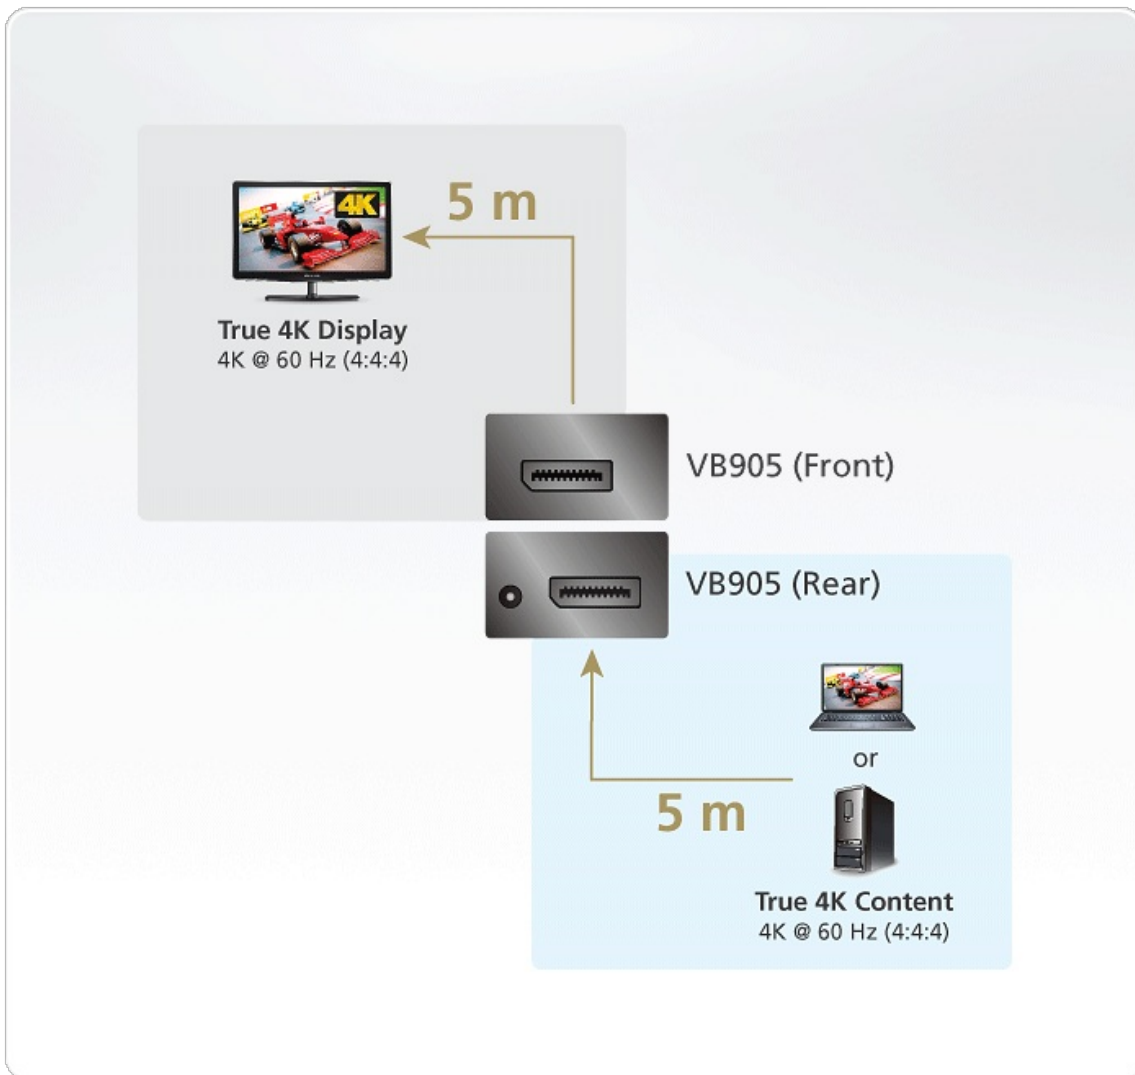 4K
5 m
True 4K Display
4K @ 60 Hz (4:4:4)
VB905 (Front)
VB905 (Rear)
or
5 m
True 4K Content
4K @ 60 Hz (4:4:4)